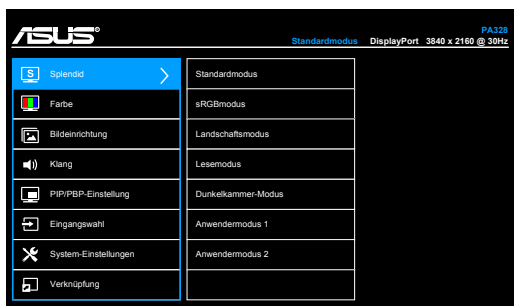 ASUS
PA328
Standardmodus DisplayPort 3840 x 2160 @ 30Hz
S Splendid
Farbe
Bildeinrichtung
Klang
PIP/PBP-Einstellung
Eingangswahl
System-Einstellungen
Verknüpfung
Standardmodus
sRGBmodus
Landschaftsmodus
Lesemodus
Dunkelkammer-Modus
Anwendermodus 1
Anwendermodus 2